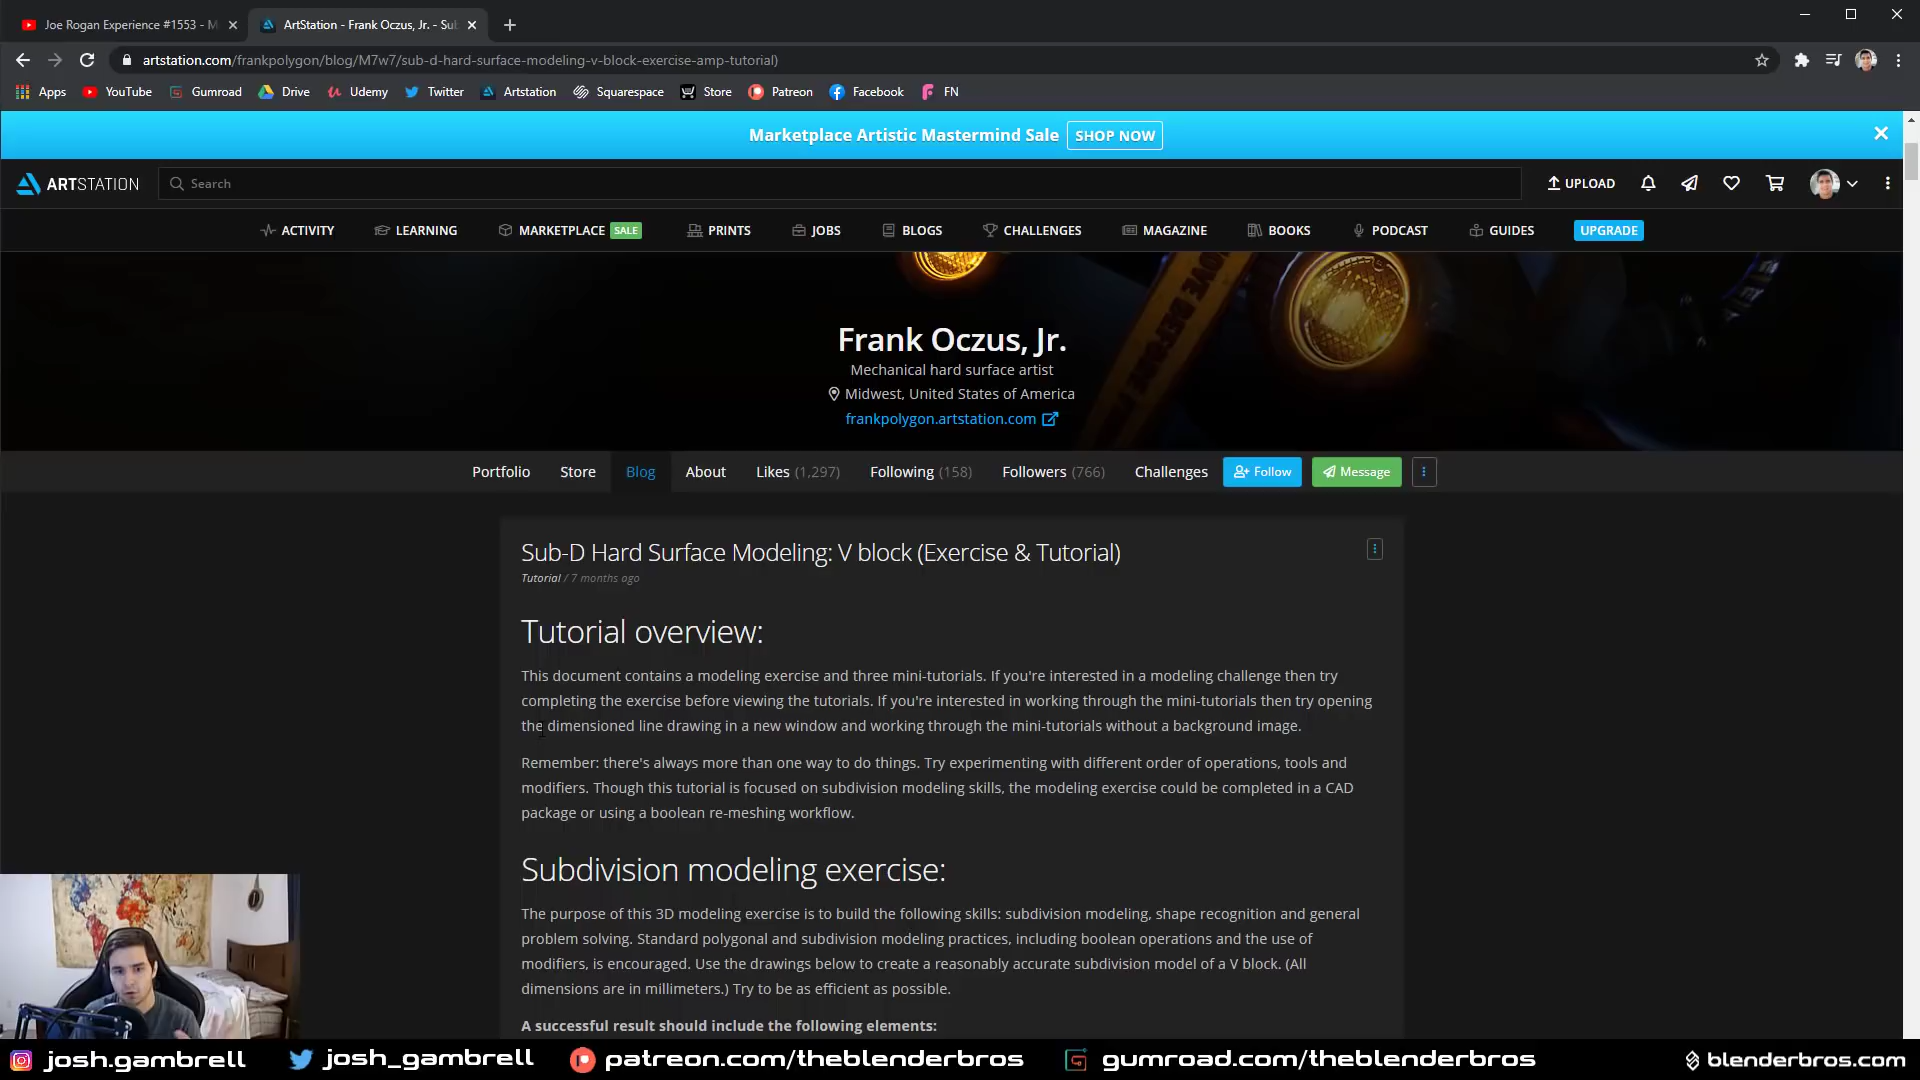 Joe Rogan Experience #1553 - M
ArtStation - Frank Oczus, Jr. - Sub
artstation.com/frankpolygon/blog/M7w7/sub-d-hard-surface-modeling-v-block-exercise-amp-tutorial)
Apps YouTube Gumroad Drive Udemy Twitter Artstation Squarespace Store Patreon Facebook FN
Marketplace Artistic Mastermind Sale SHOP NOW
ARTSTATION Search UPLOAD
ACTIVITY LEARNING MARKETPLACE SALE PRINTS JOBS BLOGS CHALLENGES MAGAZINE BOOKS PODCAST GUIDES UPGRADE
Frank Oczus, Jr.
Mechanical hard surface artist
Midwest, United States of America
frankpolygon.artstation.com
Portfolio Store Blog About Likes (1,297) Following (158) Followers (766) Challenges Follow Message
Sub-D Hard Surface Modeling: V block (Exercise & Tutorial)
Tutorial / 7 months ago
Tutorial overview:
This document contains a modeling exercise and three mini-tutorials. If you're interested in a modeling challenge then try
completing the exercise before viewing the tutorials. If you're interested in working through the mini-tutorials then try opening
the dimensioned line drawing in a new window and working through the mini-tutorials without a background image.
Remember: there's always more than one way to do things. Try experimenting with different order of operations, tools and
modifiers. Though this tutorial is focused on subdivision modeling skills, the modeling exercise could be completed in a CAD
package or using a boolean re-meshing workflow.
Subdivision modeling exercise:
The purpose of this 3D modeling exercise is to build the following skills: subdivision modeling, shape recognition and general
problem solving. Standard polygonal and subdivision modeling practices, including boolean operations and the use of
modifiers, is encouraged. Use the drawings below to create a reasonably accurate subdivision model of a V block. (All
dimensions are in millimeters.) Try to be as efficient as possible.
A successful result should include the following elements:
josh.gambrell josh_gambrell patreon.com/theblenderbros gumroad.com/theblenderbros blenderbros.com